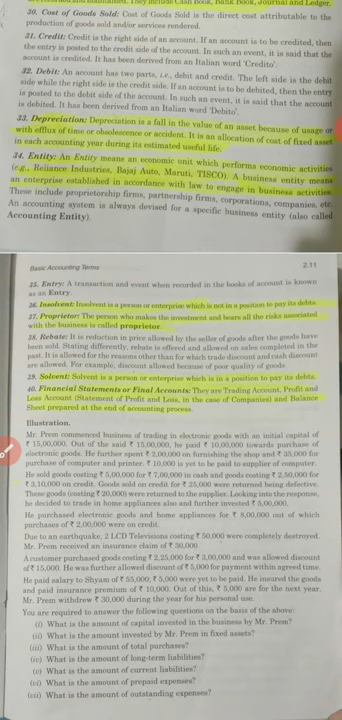 and maintained. They include Cash Book, Bank Book, Journal and Ledger.
30. Cost of Goods Sold: Cost of Goods Sold is the direct cost attributable to the
production of goods sold and/or services rendered.
31. Credit: Credit is the right side of an account. If an account is to be credited, then
the entry is posted to the credit side of the account. In such an event, it is said that the
account is credited. It has been derived from an Italian word 'Credito'.
32. Debit: An account has two parts, i.e., debit and credit. The left side is the debit
side while the right side is the credit side. If an account is to be debited, then the entry
is posted to the debit side of the account. In such an event, it is said that the account
is debited. It has been derived from an Italian word 'Debito'.
33. Depreciation: Depreciation is a fall in the value of an asset because of usage or
with efflux of time or obsolescence or accident. It is an allocation of cost of fixed asset
in each accounting year during its estimated useful life.
34. Entity: An Entity means an economic unit which performs economic activities
(e.g., Reliance Industries, Bajaj Auto, Maruti, TISCO). A business entity means
an enterprise established in accordance with law to engage in business activities.
These include proprietorship firms, partnership firms, corporations, companies, etc.
An accounting system is always devised for a specific business entity (also called
Accounting Entity).
Basic Accounting Terms 2.11
35. Entry: A transaction and event when recorded in the books of account is known
as an Entry.
36. Insolvent: Insolvent is a person or enterprise which is not in a position to pay its debts.
37. Proprietor: The person who makes the investment and bears all the risks associated
with the business is called proprietor.
38. Rebate: It is reduction in price allowed by the seller of goods after the goods have
been sold. Stating differently, rebate is offered and allowed on sales completed in the
past. It is allowed for the reasons other than for which trade discount and cash discount
are allowed. For example, discount allowed because of poor quality of goods.
39. Solvent: Solvent is a person or enterprise which is in a position to pay its debts.
40. Financial Statements or Final Accounts: They are Trading Account, Profit and
Loss Account (Statement of Profit and Loss, in the case of Companies) and Balance
Sheet prepared at the end of accounting process.
Illustration.
Mr. Prem commenced business of trading in electronic goods with an initial capital of
₹ 15,00,000. Out of the said ₹ 15,00,000, he paid ₹ 10,00,000 towards purchase of
electronic goods. He further spent ₹ 2,00,000 on furnishing the shop and ₹ 35,000 for
purchase of computer and printer. ₹ 10,000 is yet to be paid to supplier of computer.
He sold goods costing ₹ 5,00,000 for ₹ 7,00,000 in cash and goods costing ₹ 2,50,000 for
₹ 3,10,000 on credit. Goods sold on credit for ₹ 25,000 were returned being defective.
These goods (costing ₹ 20,000) were returned to the supplier. Looking into the response,
he decided to trade in home appliances also and further invested ₹ 5,00,000.
He purchased electronic goods and home appliances for ₹ 8,00,000 out of which
purchases of ₹ 2,00,000 were on credit.
Due to an earthquake, 2 LCD Televisions costing ₹ 50,000 were completely destroyed.
Mr. Prem received an insurance claim of ₹ 30,000.
A customer purchased goods costing ₹ 2,25,000 for ₹ 3,00,000 and was allowed discount
of ₹ 15,000. He was further allowed discount of ₹ 5,000 for payment within agreed time.
He paid salary to Shyam of ₹ 55,000; ₹ 5,000 were yet to be paid. He insured the goods
and paid insurance premium of ₹ 10,000. Out of this, ₹ 5,000 are for the next year.
Mr. Prem withdrew ₹ 30,000 during the year for his personal use.
You are required to answer the following questions on the basis of the above:
(i) What is the amount of capital invested in the business by Mr. Prem?
(ii) What is the amount invested by Mr. Prem in fixed assets?
(iii) What is the amount of total purchases?
(iv) What is the amount of long-term liabilities?
(v) What is the amount of current liabilities?
(vi) What is the amount of prepaid expenses?
(vii) What is the amount of outstanding expenses?